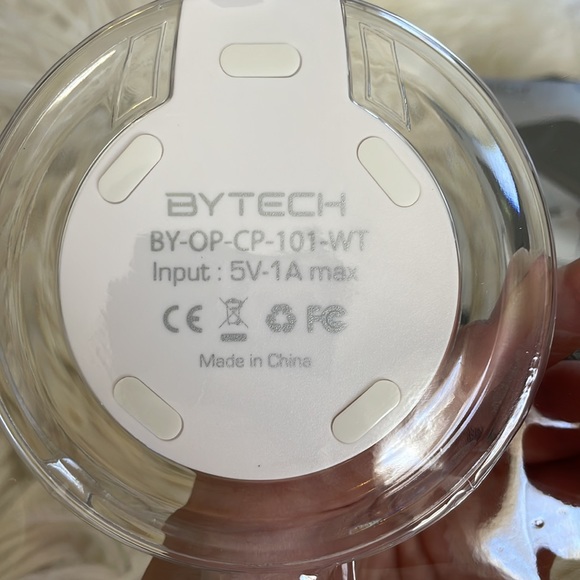 BYTECH
BY-OP-CP-101-WT
Input : 5V-1A max
CE FC
Made in China